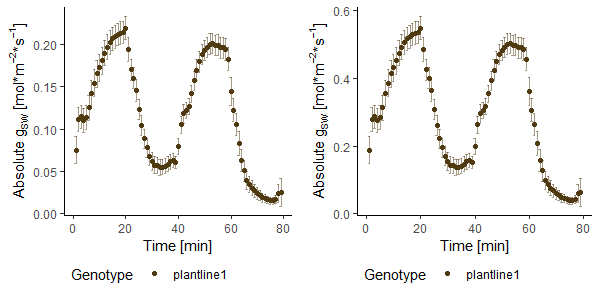 Absolute gSW [mol*m−2*s−1]
0.20
0.15
0.10
0.05
0.00
0 20 40 60 80
Time [min]
Genotype plantline1
Absolute gSW [mol*m−2*s−1]
0.6
0.4
0.2
0.0
0 20 40 60 80
Time [min]
Genotype plantline1